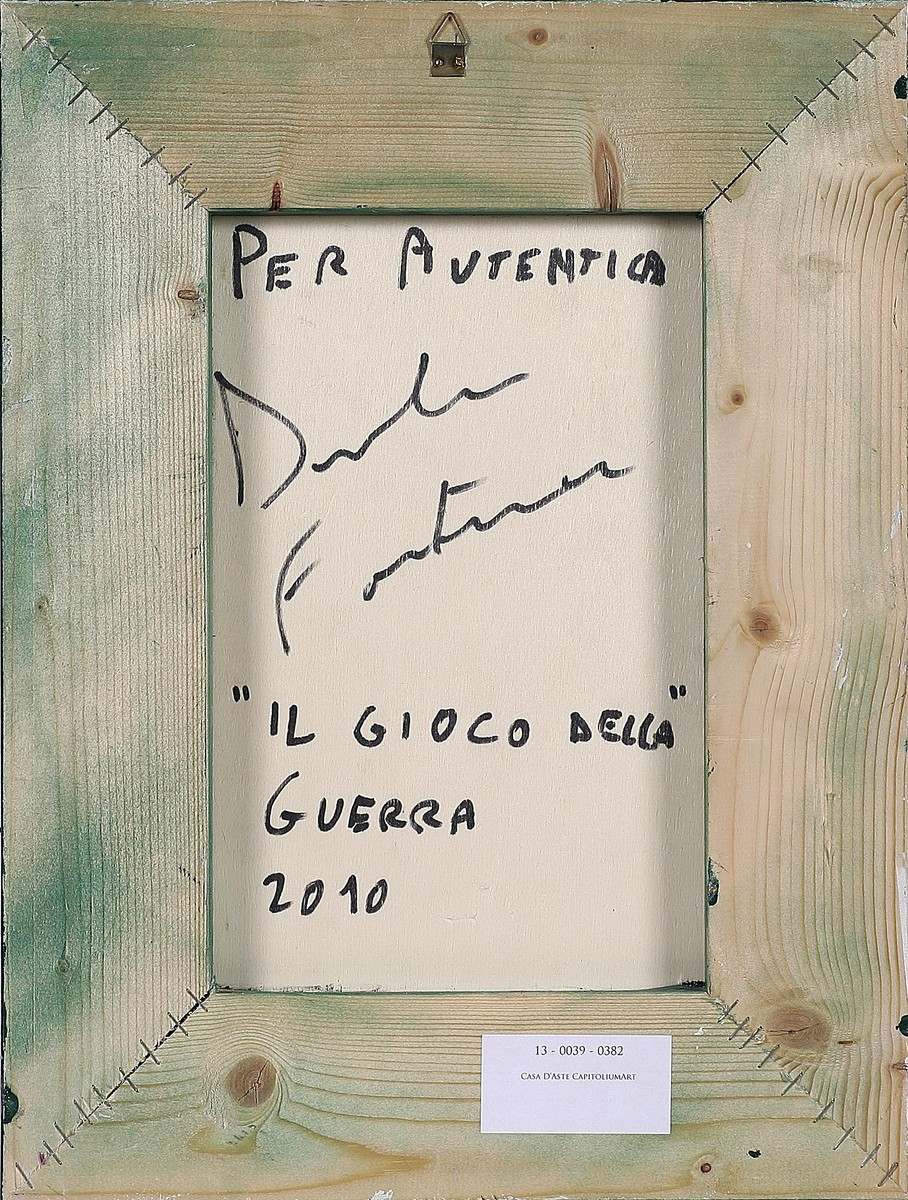 PER AUTENTICA
"IL GIOCO DELLA"
GUERRA
2010
13 - 0039 - 0382
CASA D'ASTE CAPITOLIUMART